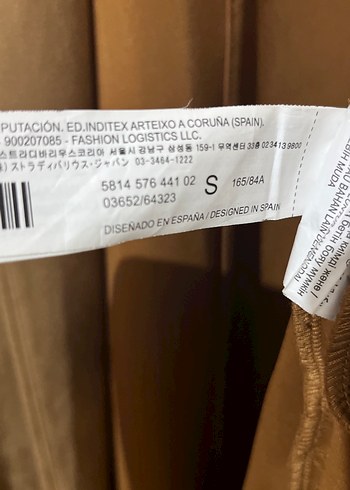 PUTACIÓN. ED.INDITEX ARTEIXO A CORUÑA (SPAIN).
900207085 - FASHION LOGISTICS LLC.
스트라디바리우스코리아 서울시 강남구 삼성동 159-1 무역센터 33층 02 3413 9800
ストラディバリウス・ジャパン 03-3464-1222
5814 576 441 02 S 165/84A
03652/64323
DISEÑADO EN ESPAÑA / DESIGNED IN SPAIN
BÌH MUDA